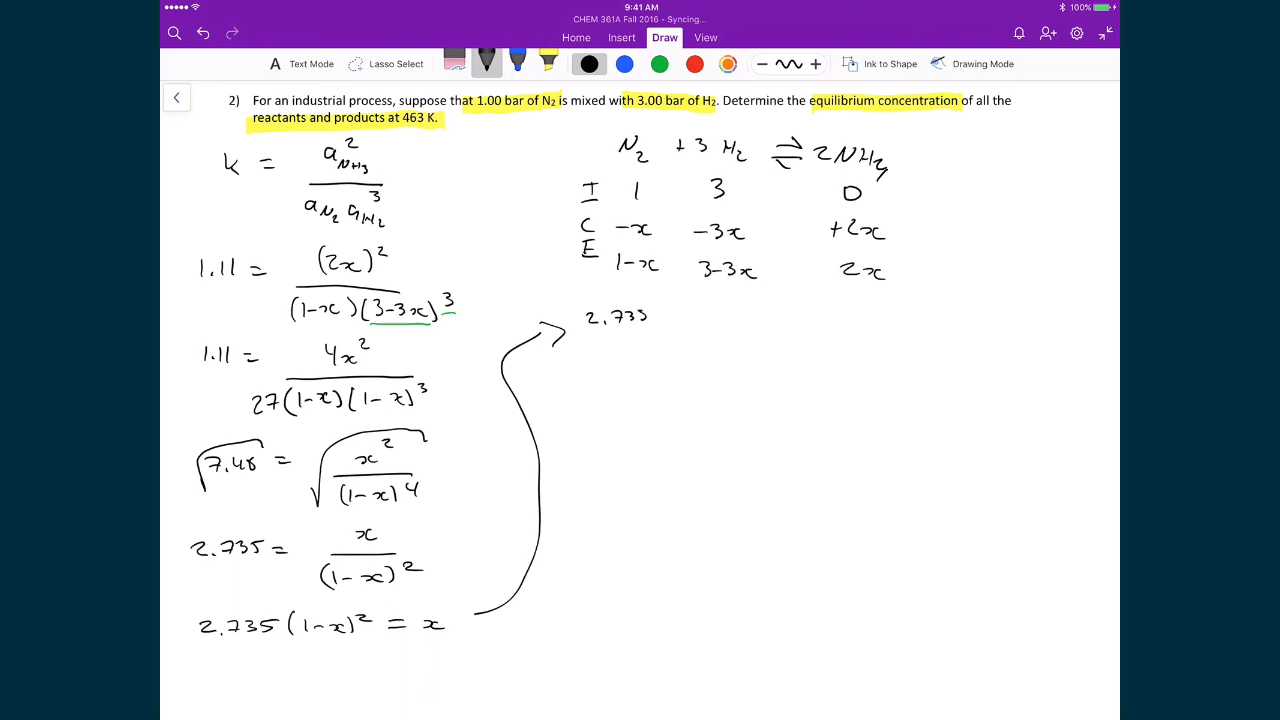 9:41 AM
100%
CHEM 361A Fall 2016 - Syncing...
Home Insert Draw View
A Text Mode Lasso Select Ink to Shape Drawing Mode
2) For an industrial process, suppose that 1.00 bar of N₂ is mixed with 3.00 bar of H₂. Determine the equilibrium concentration of all the
reactants and products at 463 K.
K = a²_NH₃ / a_N₂ a³_H₂
1.11 = (2x)² / (1-x)(3-3x)³
1.11 = 4x² / 27(1-x)(1-x)³
√7.48 = √(x² / (1-x)⁴)
2.735 = x / (1-x)²
2.735(1-x)² = x
N₂ + 3 H₂ ⇌ 2NH₃
I 1 3 0
C -x -3x +2x
E 1-x 3-3x 2x
2.735